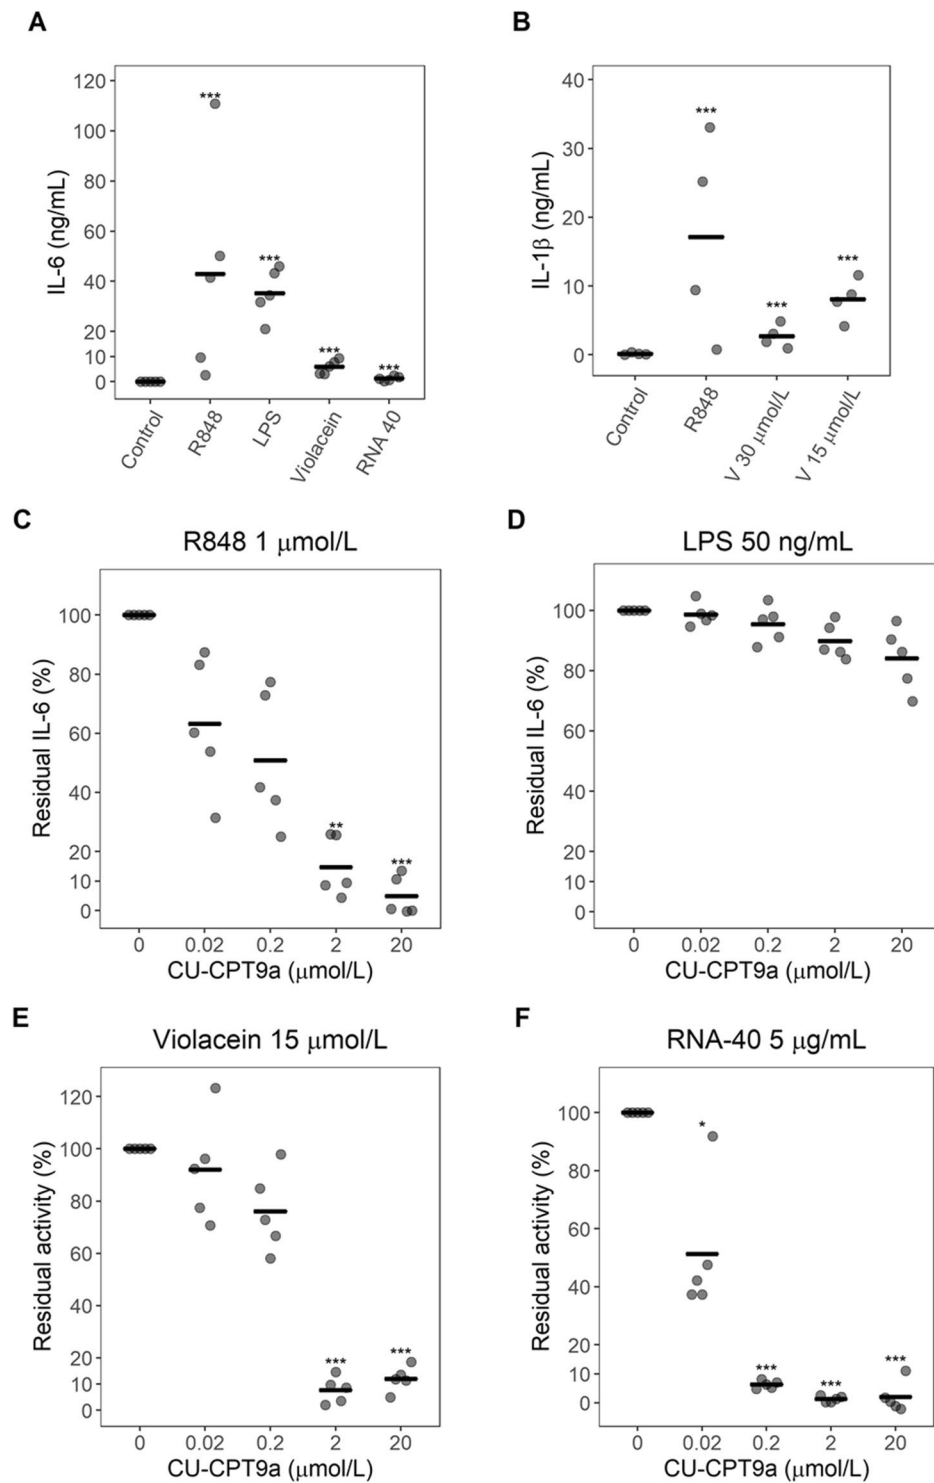 A
IL-6 (ng/mL)
120
100
80
60
40
20
10
0
***
***
***
***
Control
R848
LPS
Violacein
RNA 40
B
IL-1β (ng/mL)
40
30
20
10
0
***
***
***
Control
R848
V 30 μmol/L
V 15 μmol/L
C
R848 1 μmol/L
Residual IL-6 (%)
100
80
60
40
20
10
0
**
***
0 0.02 0.2 2 20
CU-CPT9a (μmol/L)
D
LPS 50 ng/mL
Residual IL-6 (%)
100
80
60
40
20
10
0
0 0.02 0.2 2 20
CU-CPT9a (μmol/L)
E
Violacein 15 μmol/L
Residual activity (%)
120
100
80
60
40
20
10
0
***
***
0 0.02 0.2 2 20
CU-CPT9a (μmol/L)
F
RNA-40 5 μg/mL
Residual activity (%)
100
80
60
40
20
10
0
*
***
***
***
0 0.02 0.2 2 20
CU-CPT9a (μmol/L)